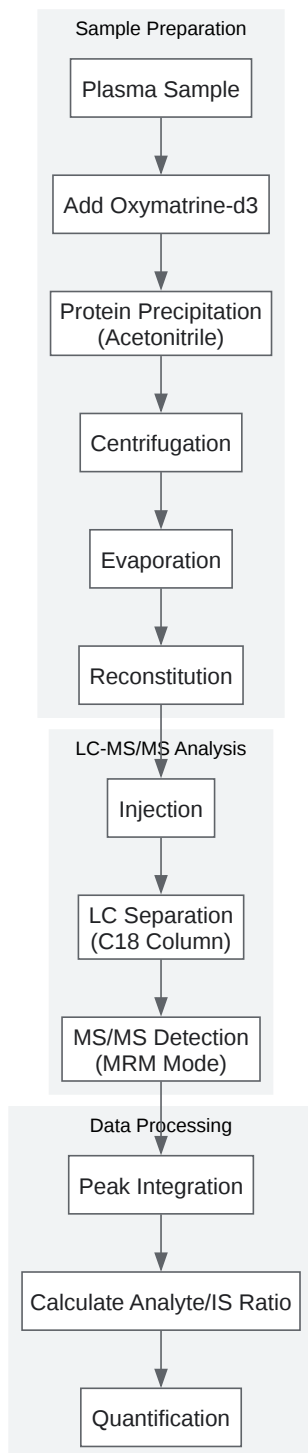 Sample Preparation
Plasma Sample
Add Oxymatrine-d3
Protein Precipitation
(Acetonitrile)
Centrifugation
Evaporation
Reconstitution
LC-MS/MS Analysis
Injection
LC Separation
(C18 Column)
MS/MS Detection
(MRM Mode)
Data Processing
Peak Integration
Calculate Analyte/IS Ratio
Quantification